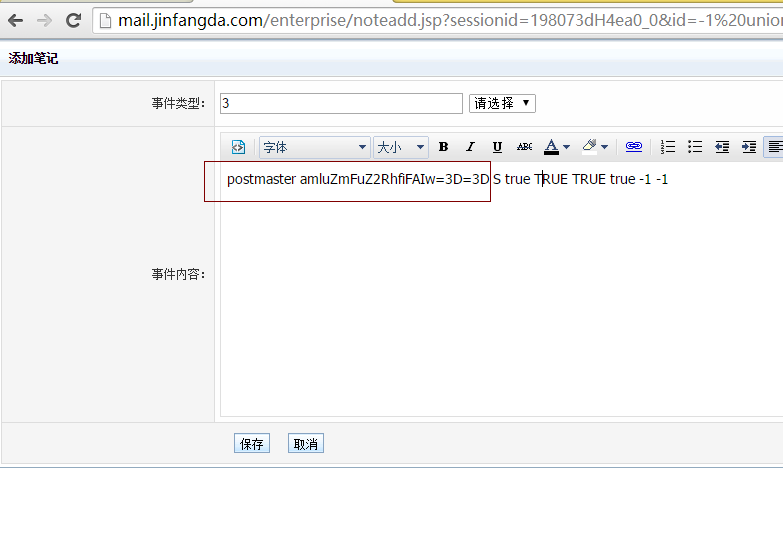 mail.jinfangda.com/enterprise/noteadd.jsp?sessionid=198073dH4ea0_0&id=-1%20union
添加笔记
事件类型： 3 请选择
字体 大小 B I U ABC A
postmaster amluZmFuZ2RhfiFAIw=3D=3D S true TRUE TRUE true -1 -1
事件内容：
保存 取消